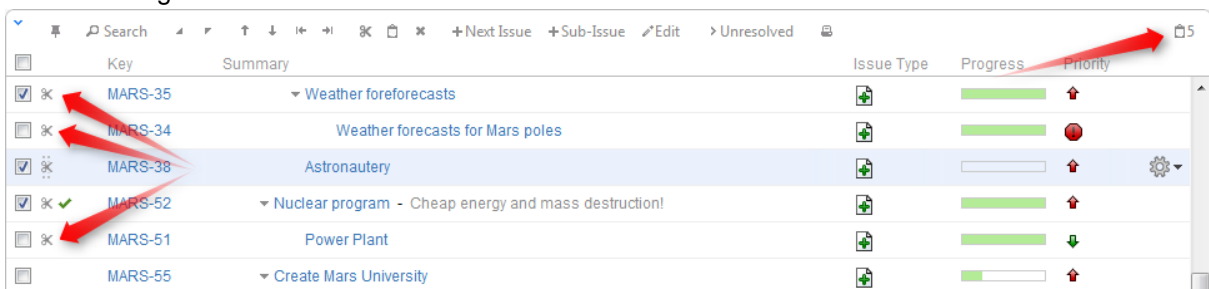 Search + Next Issue + Sub-Issue Edit > Unresolved 5
Key Summary Issue Type Progress Priority
MARS-35 Weather foreforecasts
MARS-34 Weather forecasts for Mars poles
MARS-38 Astronautery
MARS-52 Nuclear program - Cheap energy and mass destruction!
MARS-51 Power Plant
MARS-55 Create Mars University